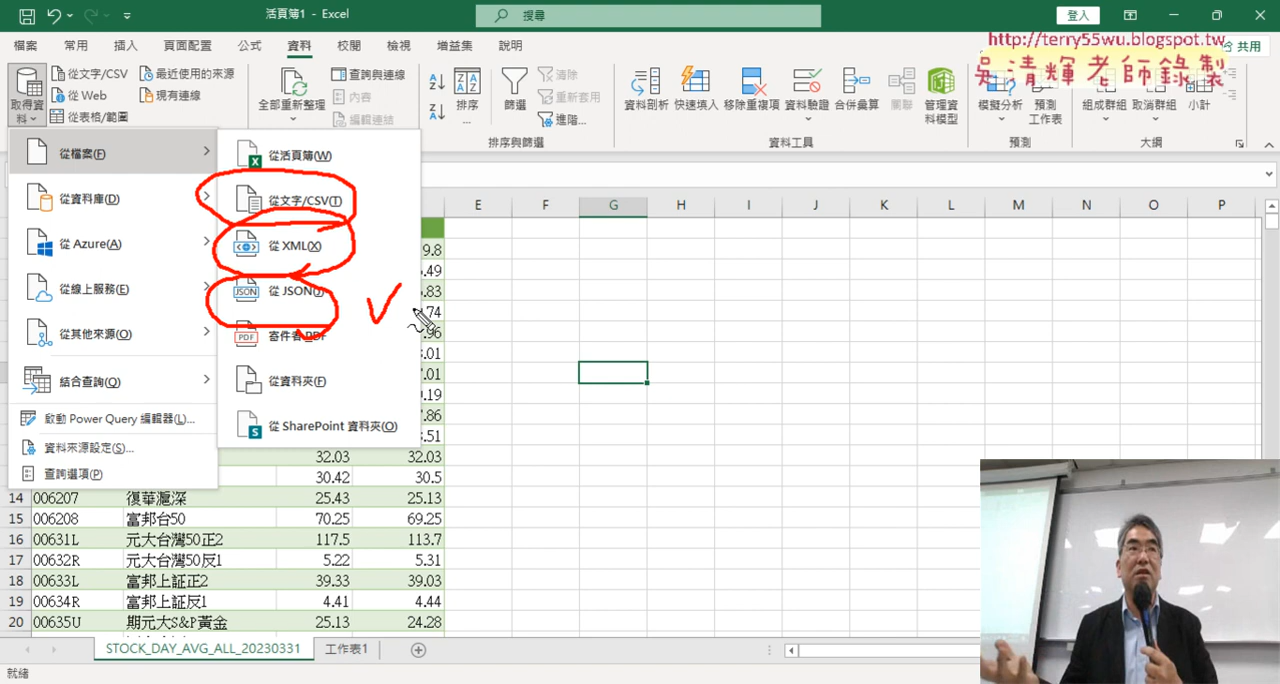 活頁簿1 - Excel
搜尋
登入
檔案
常用
插入
頁面配置
公式
資料
校閱
檢視
增益集
說明
共用
http://terry55wu.blogspot.tw
吳清輝老師錄製
取得資料
從文字/CSV
從 Web
從表格/範圍
最近使用的來源
現有連線
全部重新整理
查詢與連線
內容
編輯連結
排序
篩選
清除
重新套用
進階...
排序與篩選
資料剖析
快速填入
移除重複項
資料驗證
合併彙算
關聯
管理資料模型
資料工具
模擬分析
預測工作表
預測
組成群組
取消群組
小計
大綱
從檔案(F)
從資料庫(D)
從 Azure(A)
從線上服務(E)
從其他來源(O)
結合查詢(Q)
啟動 Power Query 編輯器(L)...
資料來源設定(S)...
查詢選項(P)
從活頁簿(W)
從文字/CSV(T)
從 XML(X)
從 JSON(J)
寄件者 PDF
從資料夾(F)
從 SharePoint 資料夾(O)
E F G H I J K L M N O P
9.8
.49
.83
.74
.96
.01
.01
.19
.86
.51
32.03 32.03
30.42 30.5
14 006207 復華滬深 25.43 25.13
15 006208 富邦台50 70.25 69.25
16 00631L 元大台灣50正2 117.5 113.7
17 00632R 元大台灣50反1 5.22 5.31
18 00633L 富邦上証正2 39.33 39.03
19 00634R 富邦上証反1 4.41 4.44
20 00635U 期元大S&P黃金 25.13 24.28
STOCK_DAY_AVG_ALL_20230331
工作表1
就緒